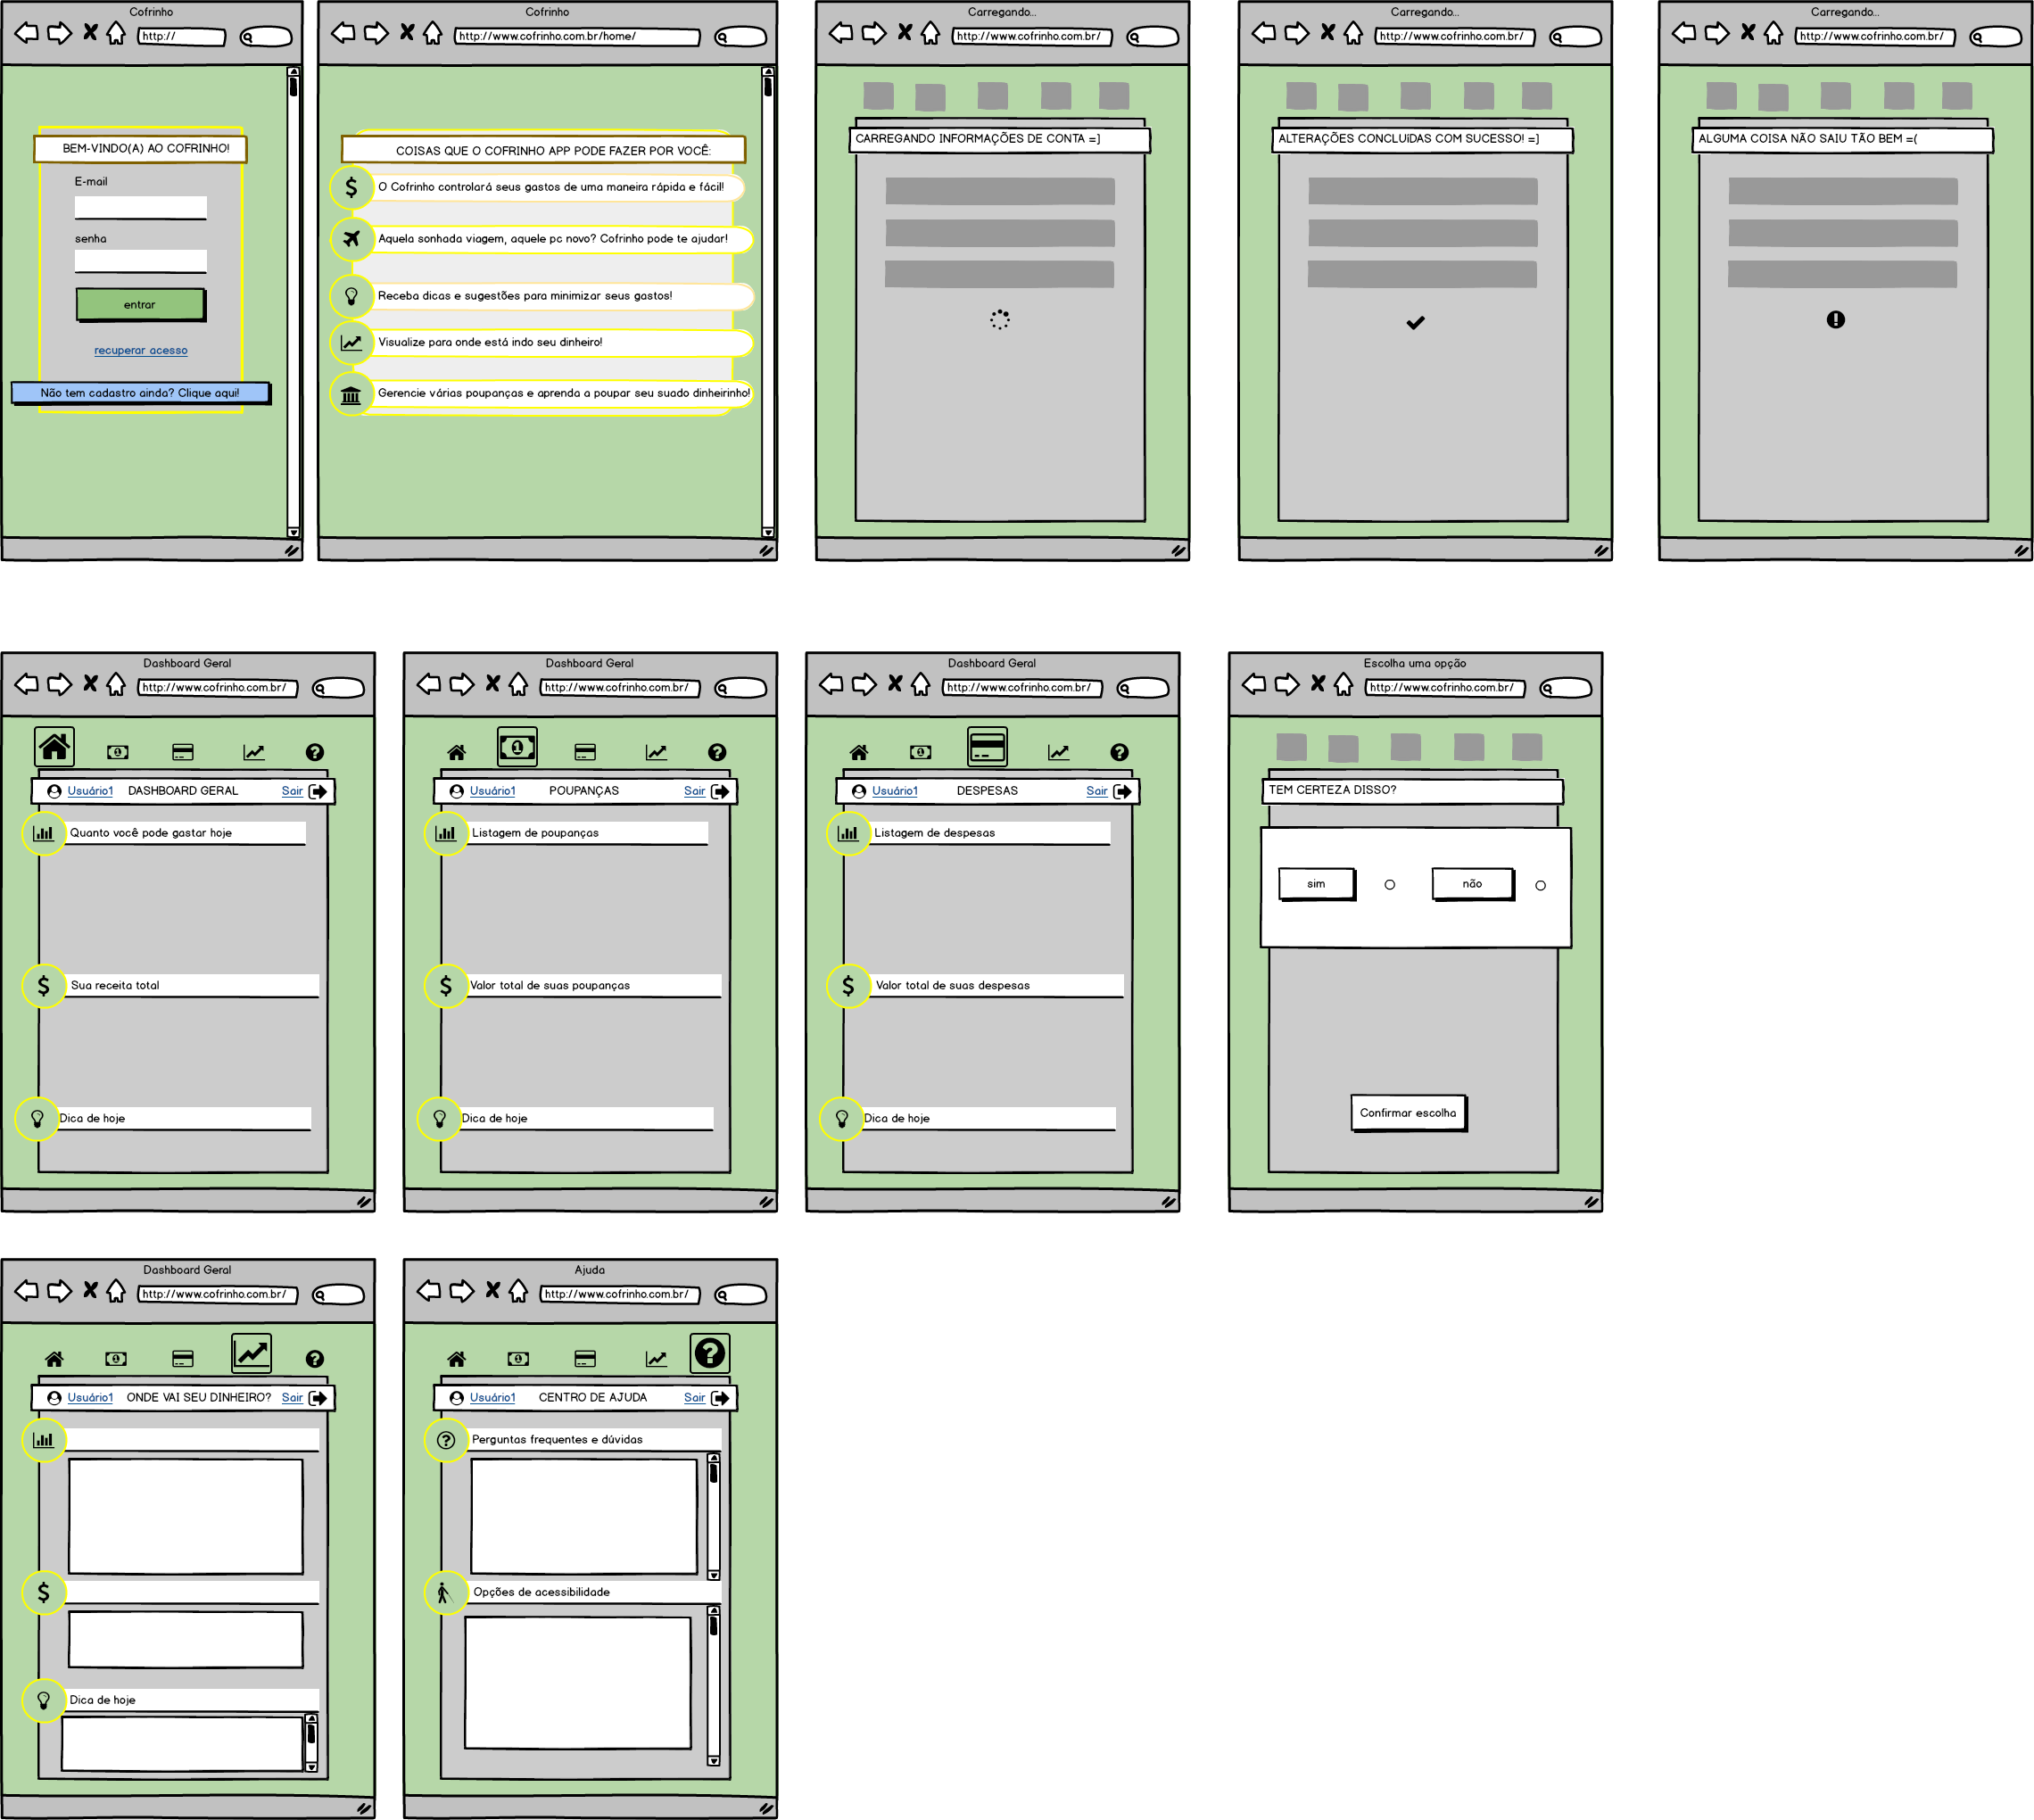 Cofrinho
http://
BEM-VINDO(A) AO COFRINHO!
E-mail
senha
entrar
recuperar acesso
Não tem cadastro ainda? Clique aqui!
Cofrinho
http://www.cofrinho.com.br/home/
COISAS QUE O COFRINHO APP PODE FAZER POR VOCÊ:
O Cofrinho controlará seus gastos de uma maneira rápida e fácil!
Aquela sonhada viagem, aquele pc novo? Cofrinho pode te ajudar!
Receba dicas e sugestões para minimizar seus gastos!
Visualize para onde está indo seu dinheiro!
Gerencie várias poupanças e aprenda a poupar seu suado dinheirinho!
Carregando...
http://www.cofrinho.com.br/
CARREGANDO INFORMAÇÕES DE CONTA =]
Carregando...
http://www.cofrinho.com.br/
ALTERAÇÕES CONCLUíDAS COM SUCESSO! =]
Carregando...
http://www.cofrinho.com.br/
ALGUMA COISA NÃO SAIU TÃO BEM =(
Dashboard Geral
http://www.cofrinho.com.br/
Usuário1 DASHBOARD GERAL Sair
Quanto você pode gastar hoje
Sua receita total
Dica de hoje
Dashboard Geral
http://www.cofrinho.com.br/
Usuário1 POUPANÇAS Sair
Listagem de poupanças
Valor total de suas poupanças
Dica de hoje
Dashboard Geral
http://www.cofrinho.com.br/
Usuário1 DESPESAS Sair
Listagem de despesas
Valor total de suas despesas
Dica de hoje
Escolha uma opção
http://www.cofrinho.com.br/
TEM CERTEZA DISSO?
sim não
Confirmar escolha
Dashboard Geral
http://www.cofrinho.com.br/
Usuário1 ONDE VAI SEU DINHEIRO? Sair
Dica de hoje
Ajuda
http://www.cofrinho.com.br/
Usuário1 CENTRO DE AJUDA Sair
Perguntas frequentes e dúvidas
Opções de acessibilidade